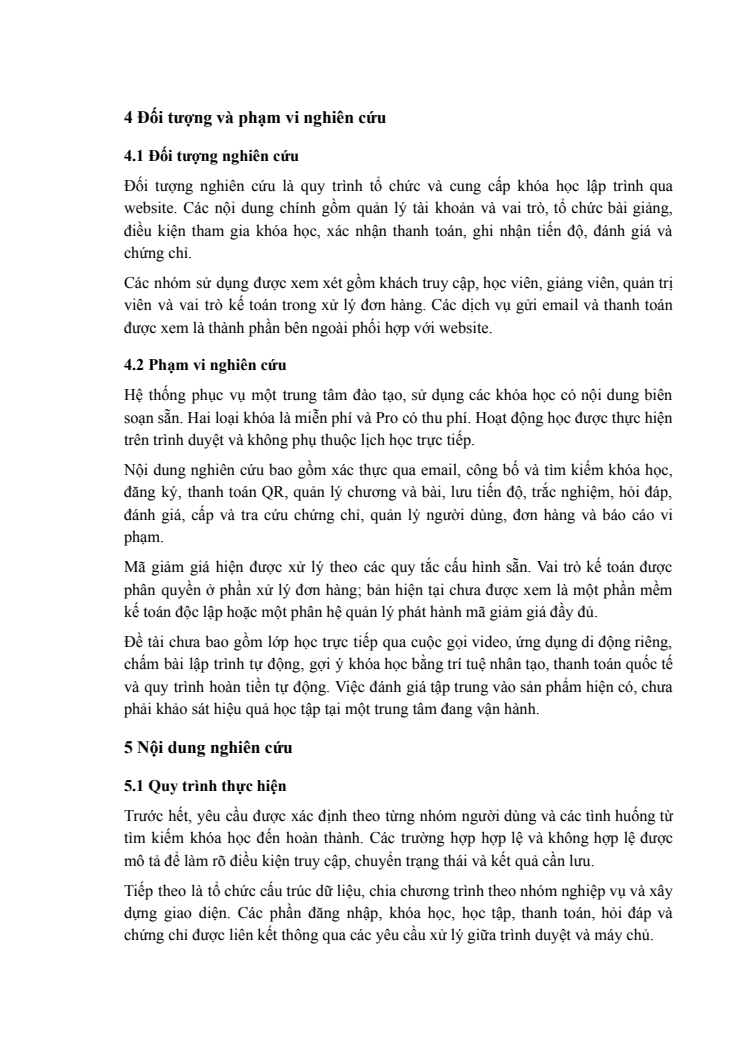 4 Đối tượng và phạm vi nghiên cứu
4.1 Đối tượng nghiên cứu
Đối tượng nghiên cứu là quy trình tổ chức và cung cấp khóa học lập trình qua
website. Các nội dung chính gồm quản lý tài khoản và vai trò, tổ chức bài giảng,
điều kiện tham gia khóa học, xác nhận thanh toán, ghi nhận tiến độ, đánh giá và
chứng chỉ.
Các nhóm sử dụng được xem xét gồm khách truy cập, học viên, giảng viên, quản trị
viên và vai trò kế toán trong xử lý đơn hàng. Các dịch vụ gửi email và thanh toán
được xem là thành phần bên ngoài phối hợp với website.
4.2 Phạm vi nghiên cứu
Hệ thống phục vụ một trung tâm đào tạo, sử dụng các khóa học có nội dung biên
soạn sẵn. Hai loại khóa là miễn phí và Pro có thu phí. Hoạt động học được thực hiện
trên trình duyệt và không phụ thuộc lịch học trực tiếp.
Nội dung nghiên cứu bao gồm xác thực qua email, công bố và tìm kiếm khóa học,
đăng ký, thanh toán QR, quản lý chương và bài, lưu tiến độ, trắc nghiệm, hỏi đáp,
đánh giá, cấp và tra cứu chứng chỉ, quản lý người dùng, đơn hàng và báo cáo vi
phạm.
Mã giảm giá hiện được xử lý theo các quy tắc cấu hình sẵn. Vai trò kế toán được
phân quyền ở phần xử lý đơn hàng; bản hiện tại chưa được xem là một phần mềm
kế toán độc lập hoặc một phân hệ quản lý phát hành mã giảm giá đầy đủ.
Đề tài chưa bao gồm lớp học trực tiếp qua cuộc gọi video, ứng dụng di động riêng,
chấm bài lập trình tự động, gợi ý khóa học bằng trí tuệ nhân tạo, thanh toán quốc tế
và quy trình hoàn tiền tự động. Việc đánh giá tập trung vào sản phẩm hiện có, chưa
phải khảo sát hiệu quả học tập tại một trung tâm đang vận hành.
5 Nội dung nghiên cứu
5.1 Quy trình thực hiện
Trước hết, yêu cầu được xác định theo từng nhóm người dùng và các tình huống từ
tìm kiếm khóa học đến hoàn thành. Các trường hợp hợp lệ và không hợp lệ được
mô tả để làm rõ điều kiện truy cập, chuyển trạng thái và kết quả cần lưu.
Tiếp theo là tổ chức cấu trúc dữ liệu, chia chương trình theo nhóm nghiệp vụ và xây
dựng giao diện. Các phần đăng nhập, khóa học, học tập, thanh toán, hỏi đáp và
chứng chỉ được liên kết thông qua các yêu cầu xử lý giữa trình duyệt và máy chủ.